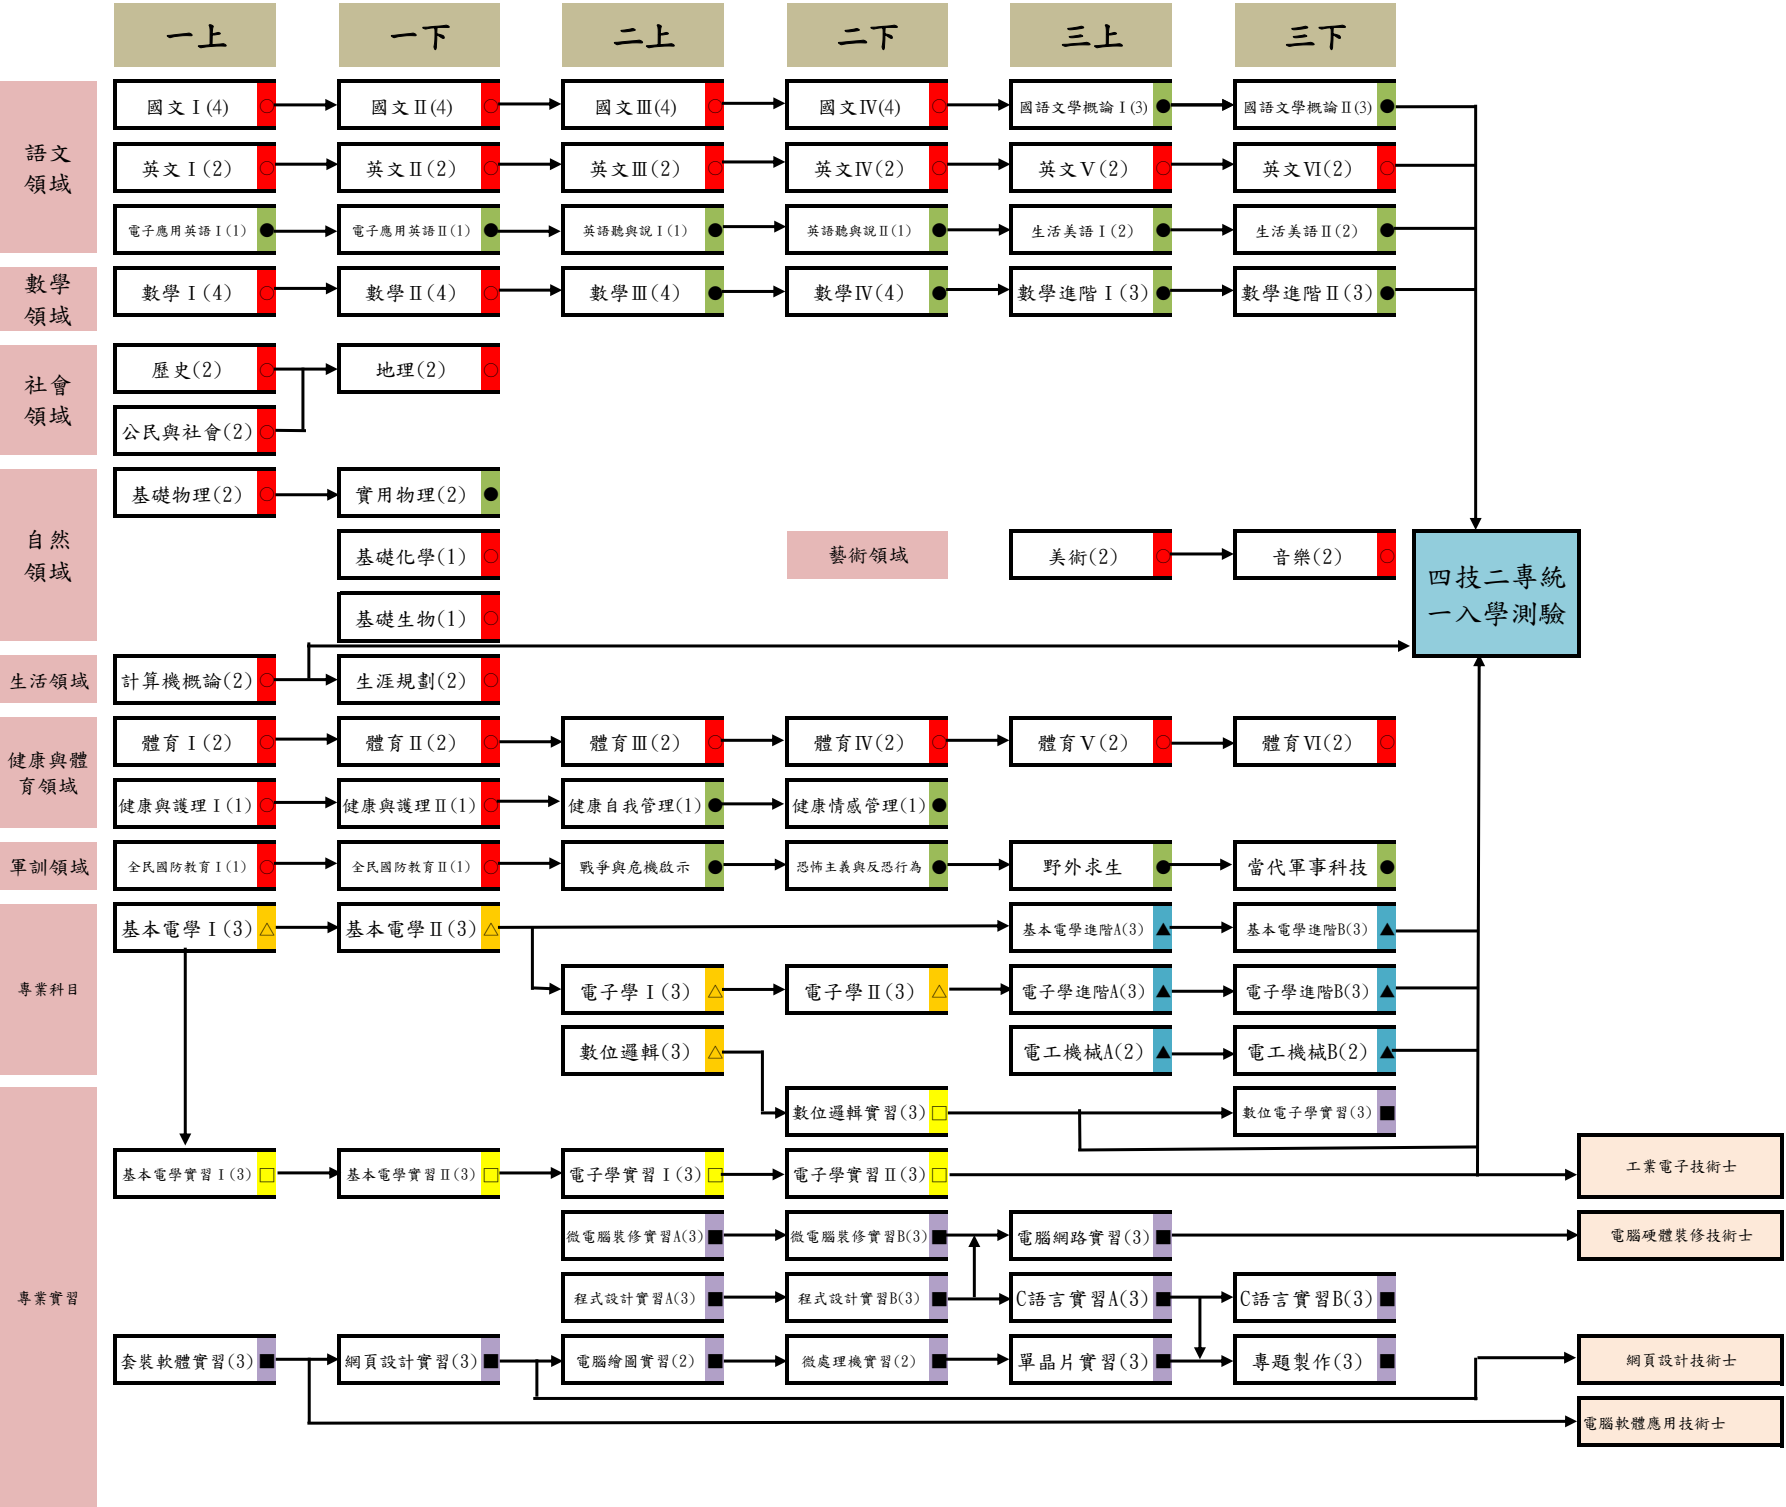 一上 一下 二上 二下 三上 三下
語文
領域
國文Ⅰ(4) ○ 國文Ⅱ(4) ○ 國文Ⅲ(4) ○ 國文Ⅳ(4) ○ 國語文學概論Ⅰ(3) ● 國語文學概論Ⅱ(3) ●
英文Ⅰ(2) ○ 英文Ⅱ(2) ○ 英文Ⅲ(2) ○ 英文Ⅳ(2) ○ 英文Ⅴ(2) ○ 英文Ⅵ(2) ○
電子應用英語Ⅰ(1) ● 電子應用英語Ⅱ(1) ● 英語聽與說Ⅰ(1) ● 英語聽與說Ⅱ(1) ● 生活美語Ⅰ(2) ● 生活美語Ⅱ(2) ●
數學
領域
數學Ⅰ(4) ○ 數學Ⅱ(4) ○ 數學Ⅲ(4) ● 數學Ⅳ(4) ● 數學進階Ⅰ(3) ● 數學進階Ⅱ(3) ●
社會
領域
歷史(2) ○ 地理(2) ○
公民與社會(2) ○
自然
領域
基礎物理(2) ○ 實用物理(2) ●
基礎化學(1) ○ 藝術領域 美術(2) ○ 音樂(2) ○
四技二專統
一入學測驗
基礎生物(1) ○
生活領域 計算機概論(2) ○ 生涯規劃(2) ○
健康與體
育領域
體育Ⅰ(2) ○ 體育Ⅱ(2) ○ 體育Ⅲ(2) ○ 體育Ⅳ(2) ○ 體育Ⅴ(2) ○ 體育Ⅵ(2) ○
健康與護理Ⅰ(1) ○ 健康與護理Ⅱ(1) ○ 健康自我管理(1) ● 健康情感管理(1) ●
軍訓領域 全民國防教育Ⅰ(1) ○ 全民國防教育Ⅱ(1) ○ 戰爭與危機啟示 ● 恐怖主義與反恐行為 ● 野外求生 ● 當代軍事科技 ●
專業科目
基本電學Ⅰ(3) △ 基本電學Ⅱ(3) △ 基本電學進階A(3) ▲ 基本電學進階B(3) ▲
電子學Ⅰ(3) △ 電子學Ⅱ(3) △ 電子學進階A(3) ▲ 電子學進階B(3) ▲
數位邏輯(3) △ 電工機械A(2) ▲ 電工機械B(2) ▲
專業實習
數位邏輯實習(3) □ 數位電子學實習(3) ■
基本電學實習Ⅰ(3) □ 基本電學實習Ⅱ(3) □ 電子學實習Ⅰ(3) □ 電子學實習Ⅱ(3) □ 工業電子技術士
微電腦裝修實習A(3) ■ 微電腦裝修實習B(3) ■ 電腦網路實習(3) ■ 電腦硬體裝修技術士
程式設計實習A(3) ■ 程式設計實習B(3) ■ C語言實習A(3) ■ C語言實習B(3) ■
套裝軟體實習(3) ■ 網頁設計實習(3) ■ 電腦繪圖實習(2) ■ 微處理機實習(2) ■ 單晶片實習(3) ■ 專題製作(3) ■ 網頁設計技術士
電腦軟體應用技術士